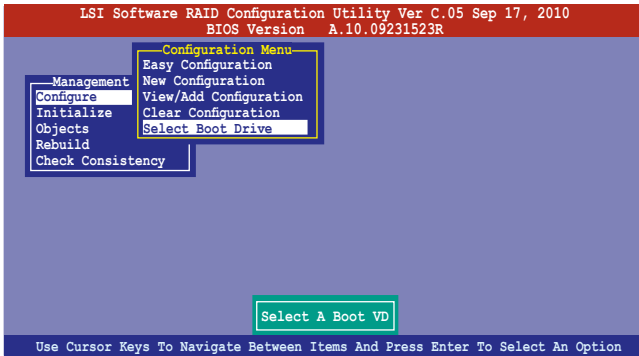 LSI Software RAID Configuration Utility Ver C.05 Sep 17, 2010
BIOS Version A.10.09231523R
Configuration Menu
Easy Configuration
New Configuration
View/Add Configuration
Clear Configuration
Select Boot Drive
Management
Configure
Initialize
Objects
Rebuild
Check Consistency
Select A Boot VD
Use Cursor Keys To Navigate Between Items And Press Enter To Select An Option